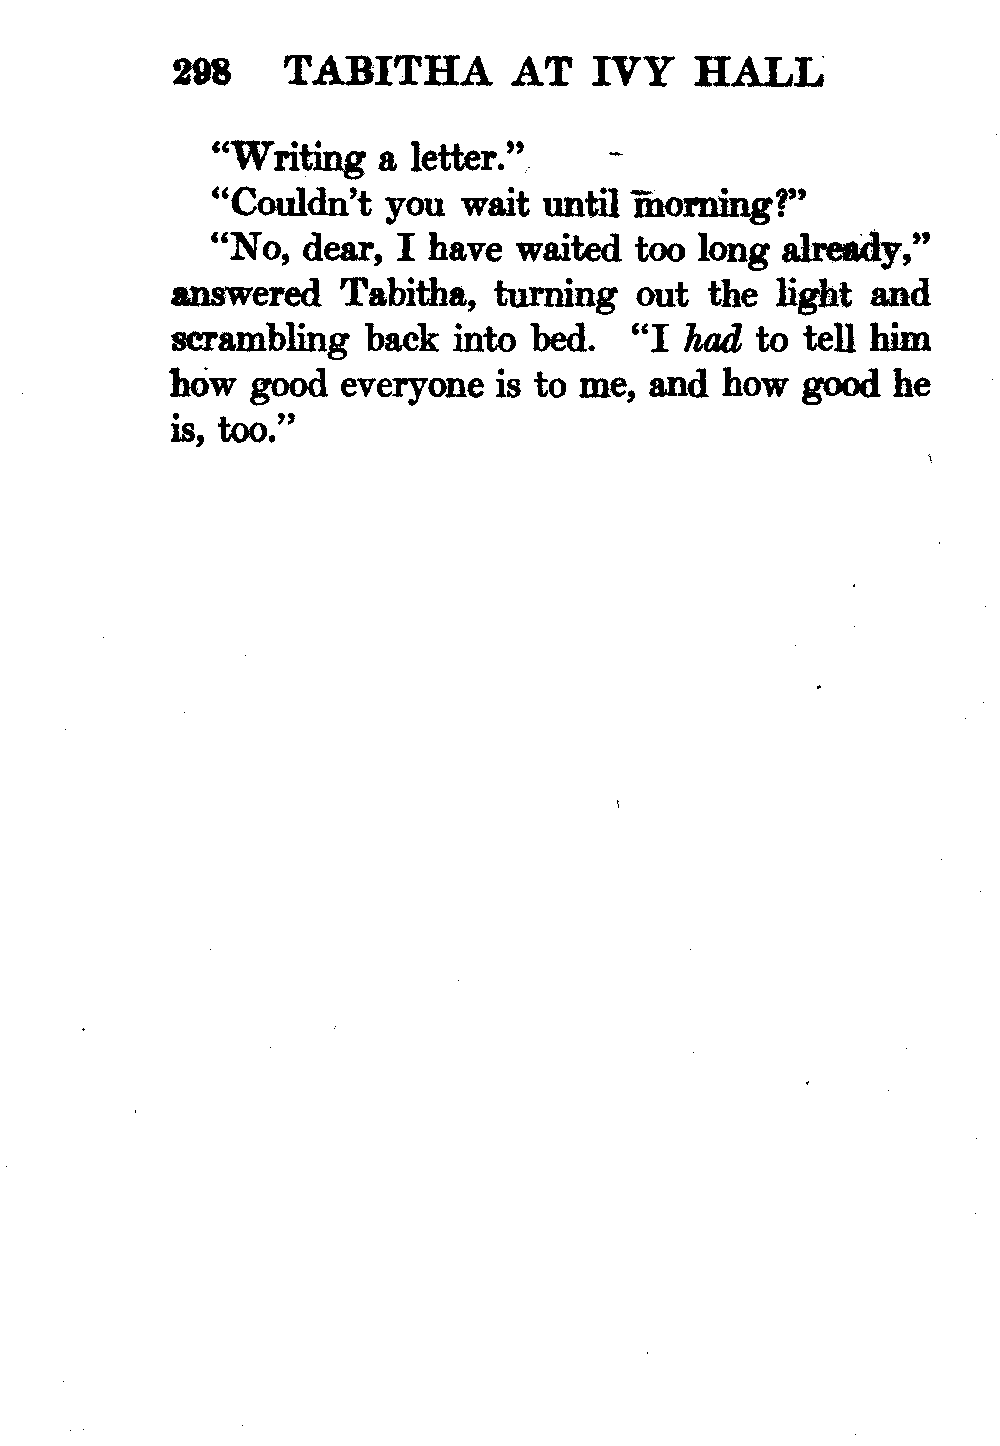 298 TABITHA AT IVY HALL
“Writing a letter.”
“Couldn't you wait until morning?”
“No, dear, I have waited too long already,”
answered Tabitha, turning out the light and
scrambling back into bed. “I had to tell him
how good everyone is to me, and how good he
is, too.”